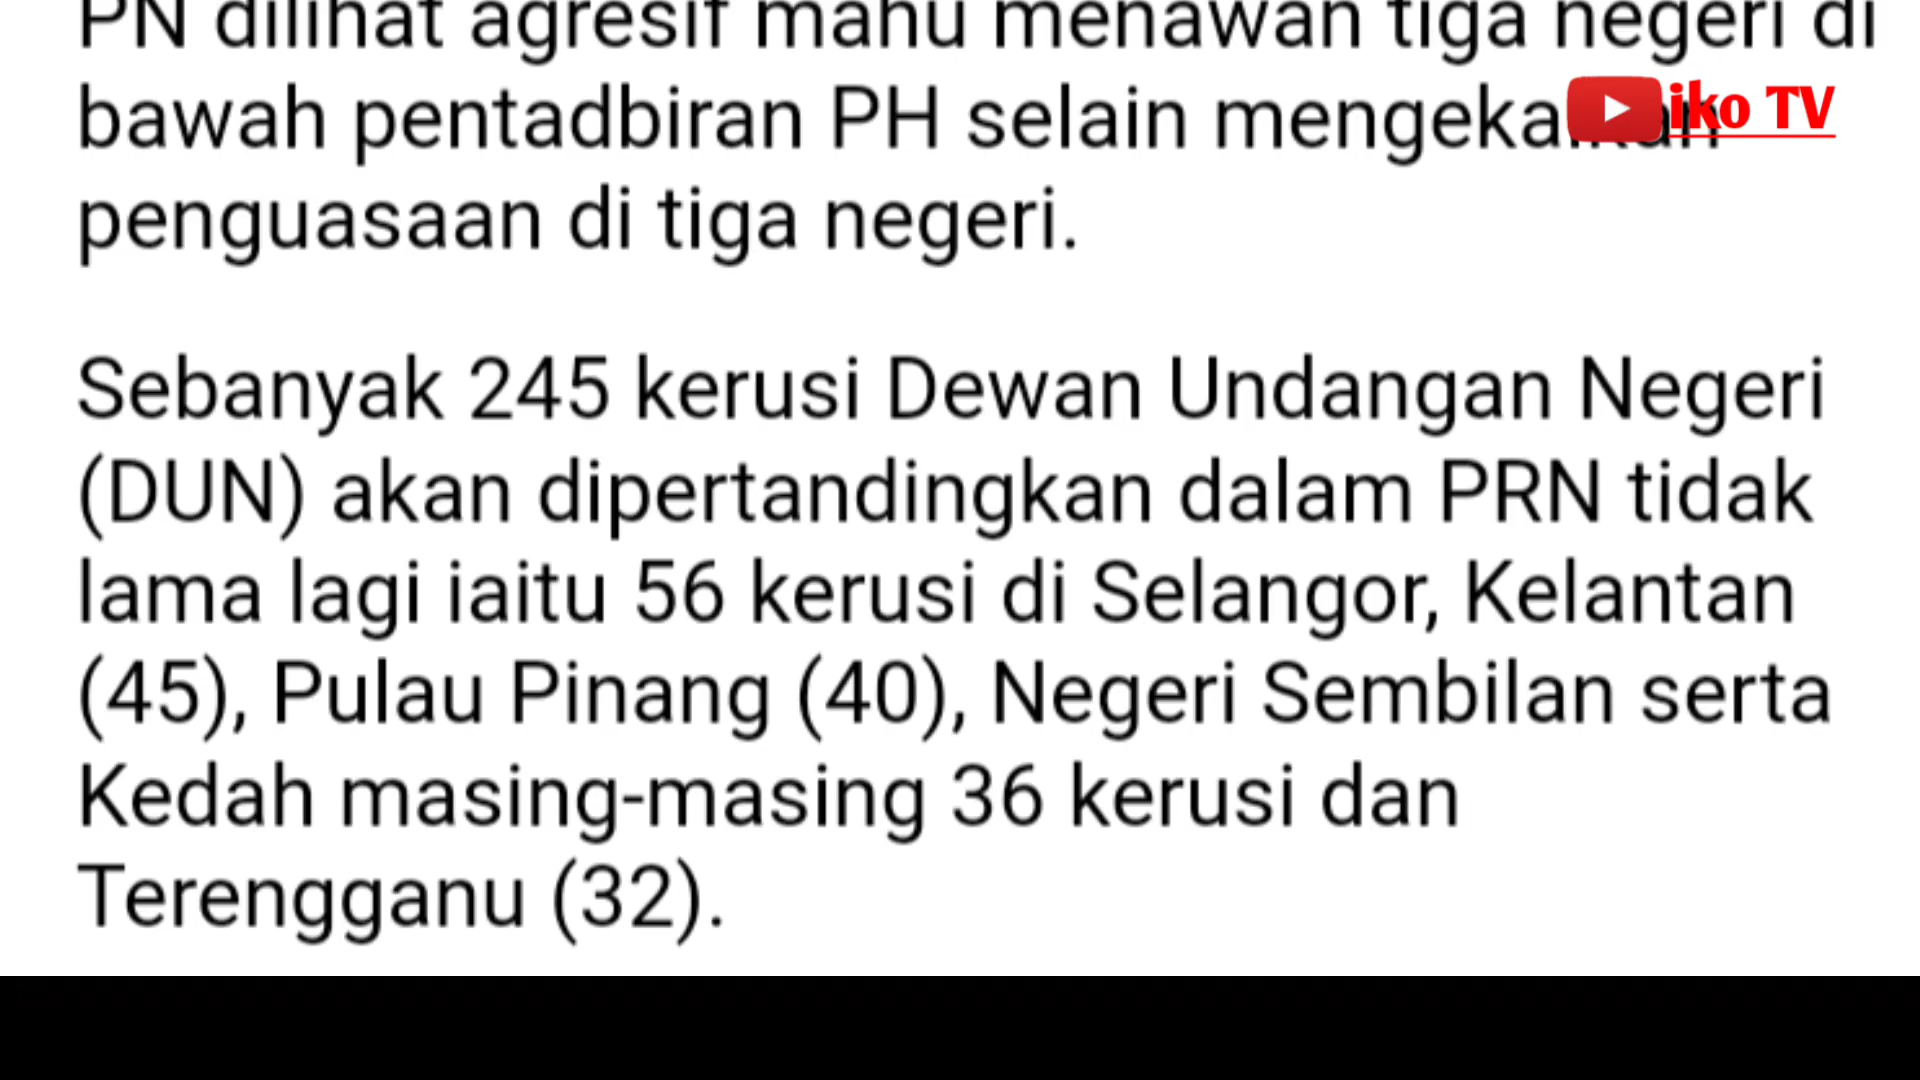 PN dilihat agresif mahu menawan tiga negeri di
bawah pentadbiran PH selain mengekalkan
iko TV
penguasaan di tiga negeri.
Sebanyak 245 kerusi Dewan Undangan Negeri
(DUN) akan dipertandingkan dalam PRN tidak
lama lagi iaitu 56 kerusi di Selangor, Kelantan
(45), Pulau Pinang (40), Negeri Sembilan serta
Kedah masing-masing 36 kerusi dan
Terengganu (32).